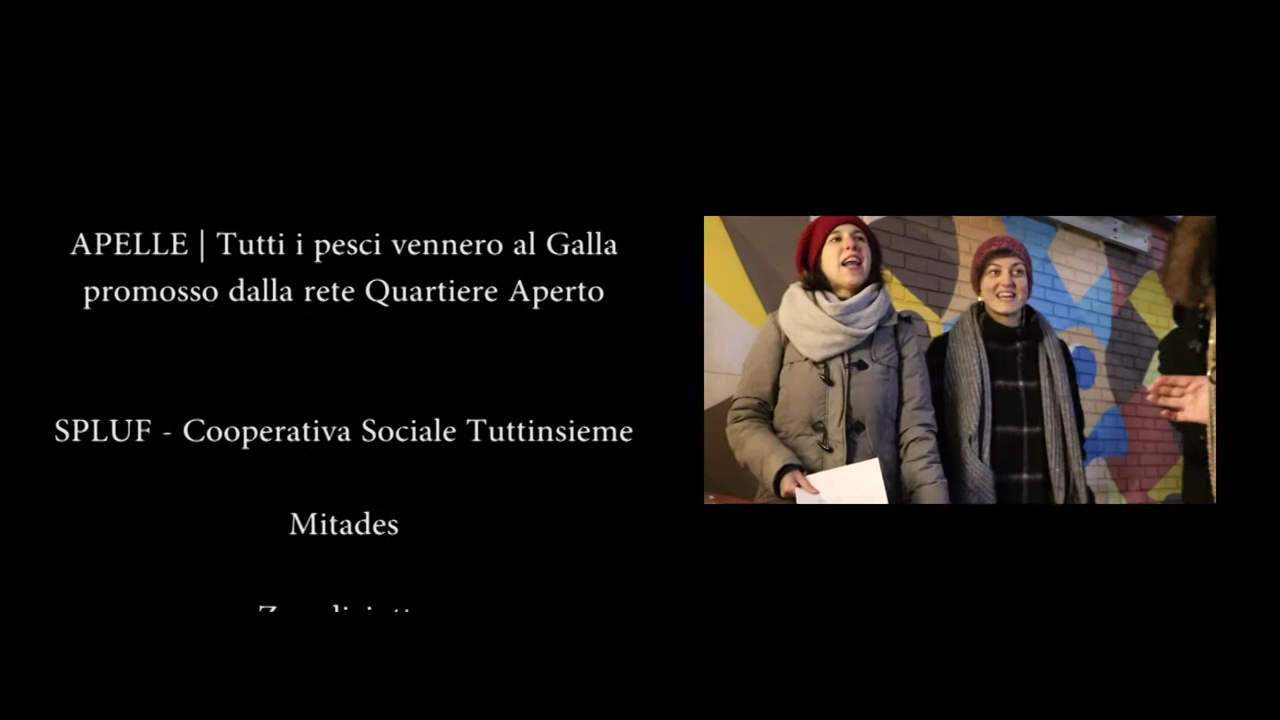 APELLE | Tutti i pesci vennero al Galla
promosso dalla rete Quartiere Aperto
SPLUF - Cooperativa Sociale Tuttinsieme
Mitades